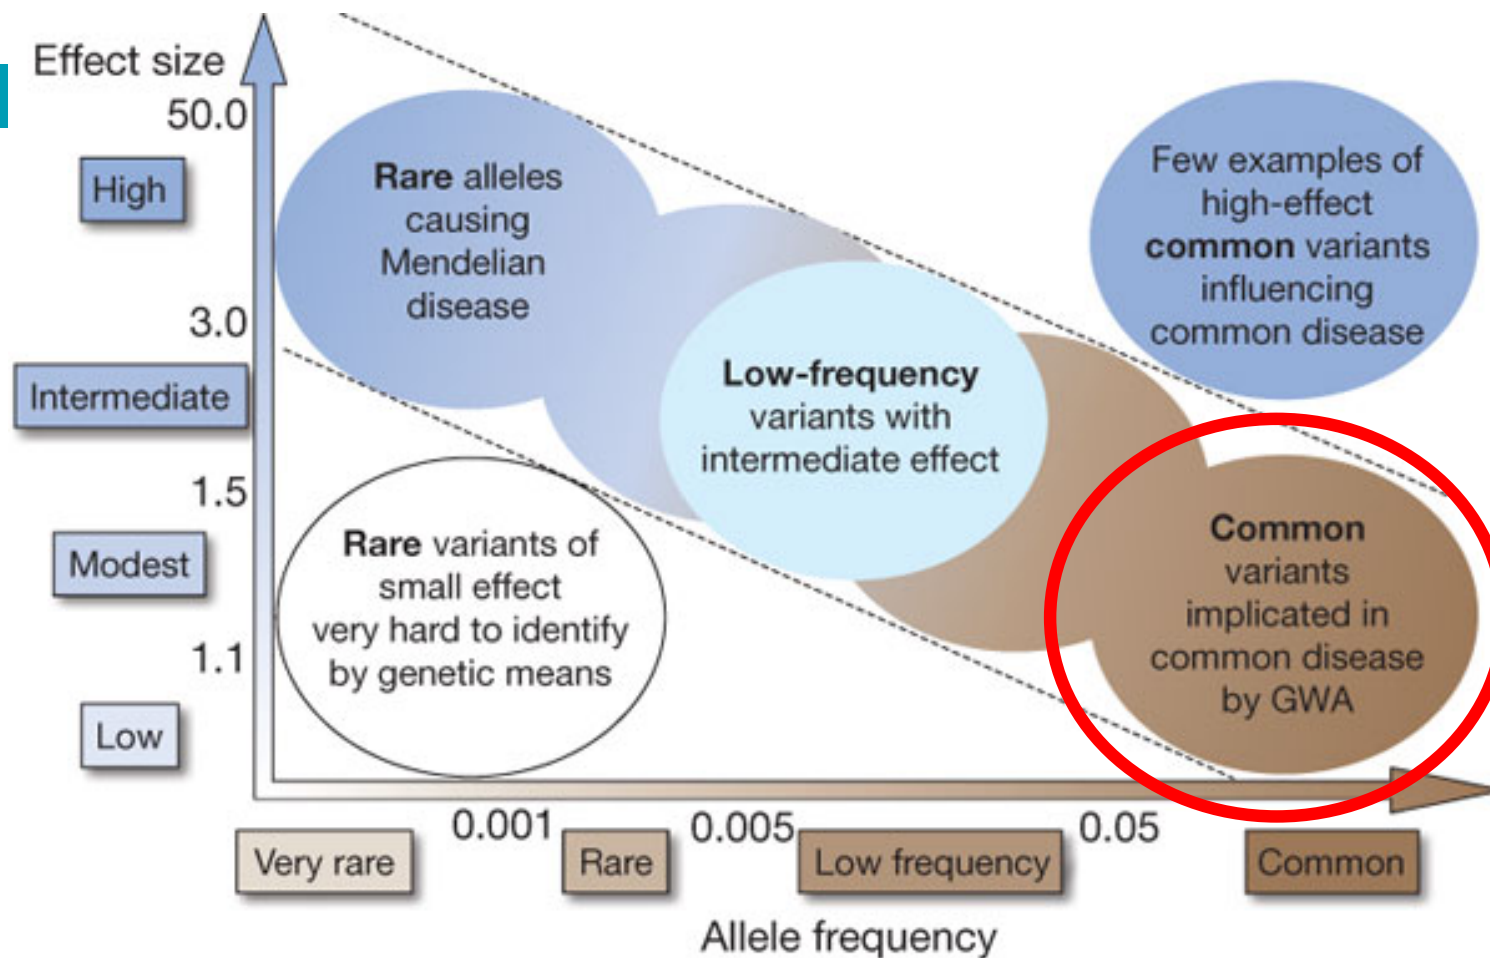 Effect size
50.0
High
3.0
Intermediate
1.5
Modest
1.1
Low
Rare alleles
causing
Mendelian
disease
Few examples of
high-effect
common variants
influencing
common disease
Low-frequency
variants with
intermediate effect
Rare variants of
small effect
very hard to identify
by genetic means
Common
variants
implicated in
common disease
by GWA
0.001
0.005
0.05
Very rare
Rare
Low frequency
Common
Allele frequency